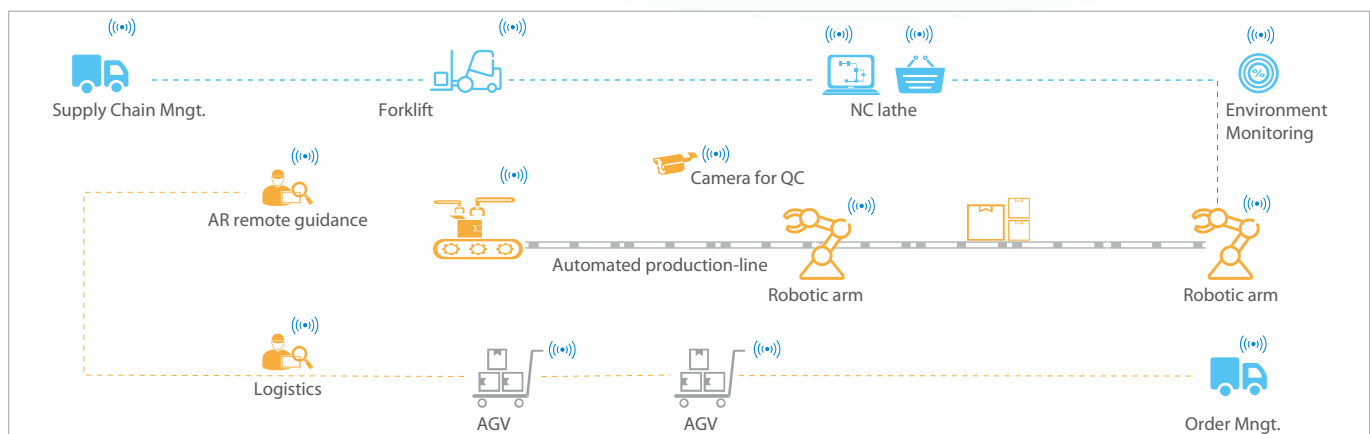 Supply Chain Mngt.
Forklift
NC lathe
%
Environment
Monitoring
Camera for QC
AR remote guidance
Automated production-line
Robotic arm
Robotic arm
Logistics
AGV
AGV
Order Mngt.